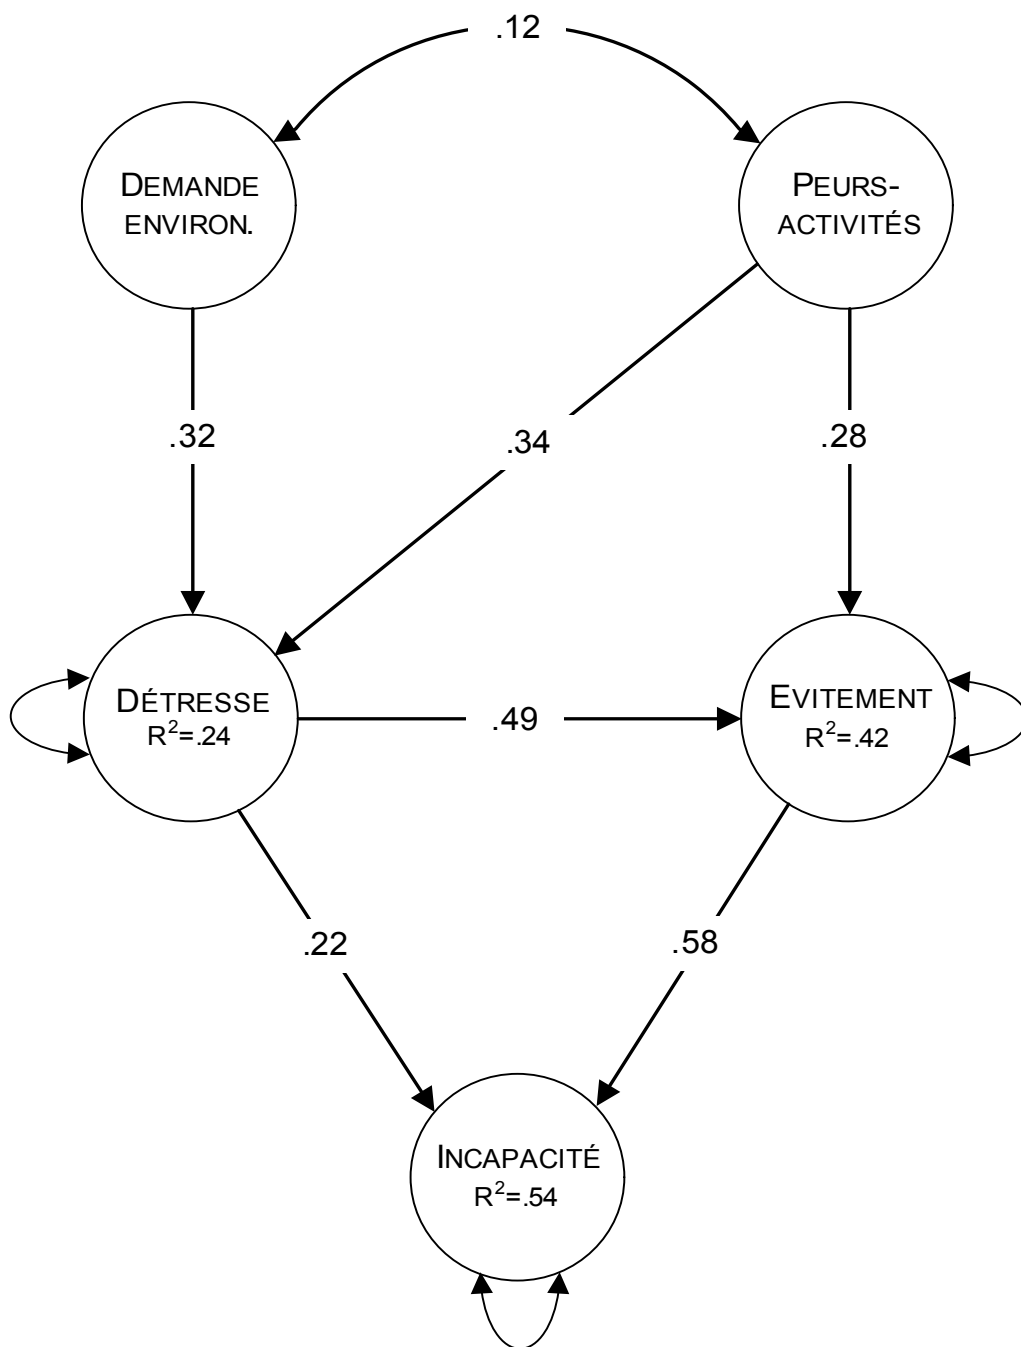 .12
DEMANDE
ENVIRON.
PEURS-
ACTIVITÉS
.32
.34
.28
DÉTRESSE
R²=.24
.49
EVITEMENT
R²=.42
.22
.58
INCAPACITÉ
R²=.54